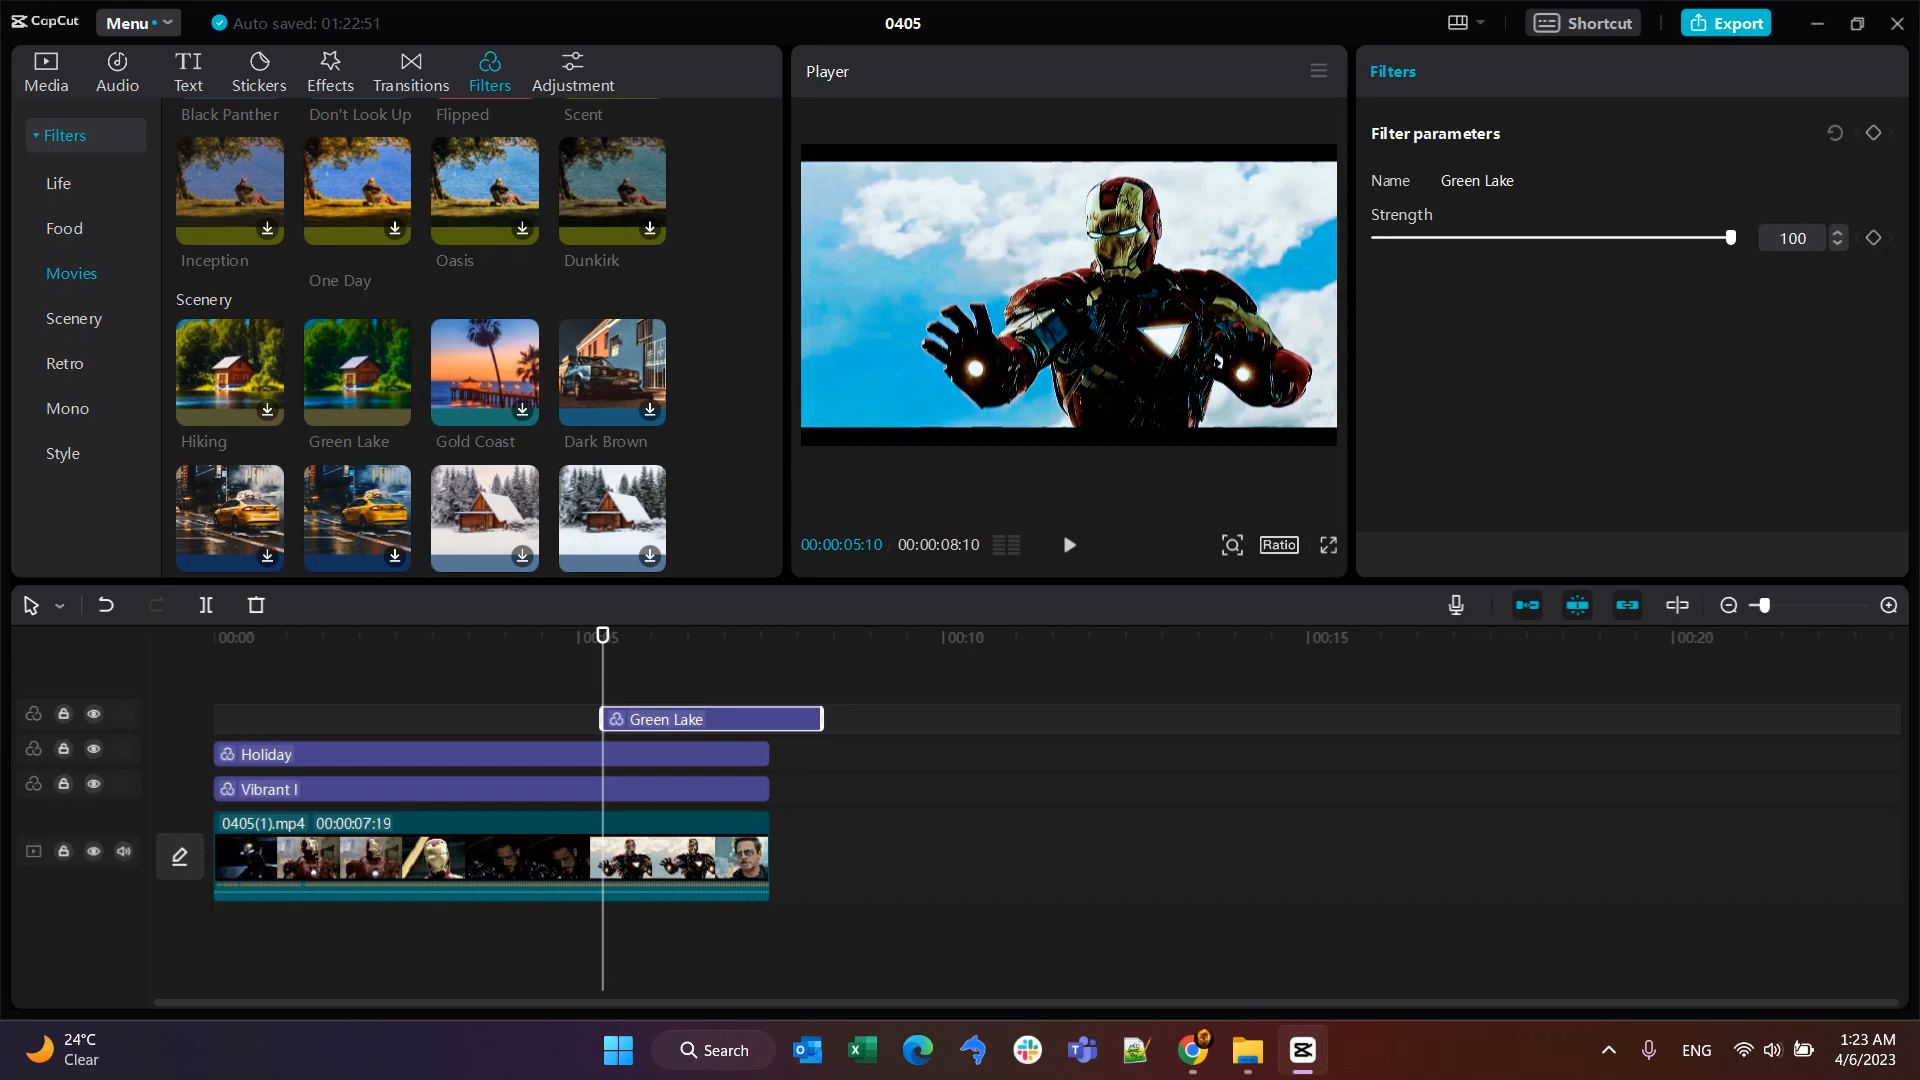 CapCut
Menu
Auto saved: 01:22:51
0405
Shortcut
Export
Media
Audio
Text
Stickers
Effects
Transitions
Filters
Adjustment
Player
Filters
Filters
Life
Food
Movies
Scenery
Retro
Mono
Style
Black Panther
Don't Look Up
Flipped
Scent
Inception
One Day
Oasis
Dunkirk
Scenery
Hiking
Green Lake
Gold Coast
Dark Brown
Filter parameters
Name Green Lake
Strength
100
00:00:05:10
00:00:08:10
Ratio
00:00
00:05
00:10
00:15
00:20
Green Lake
Holiday
Vibrant I
0405(1).mp4 00:00:07:19
24°C
Clear
Search
ENG
1:23 AM
4/6/2023